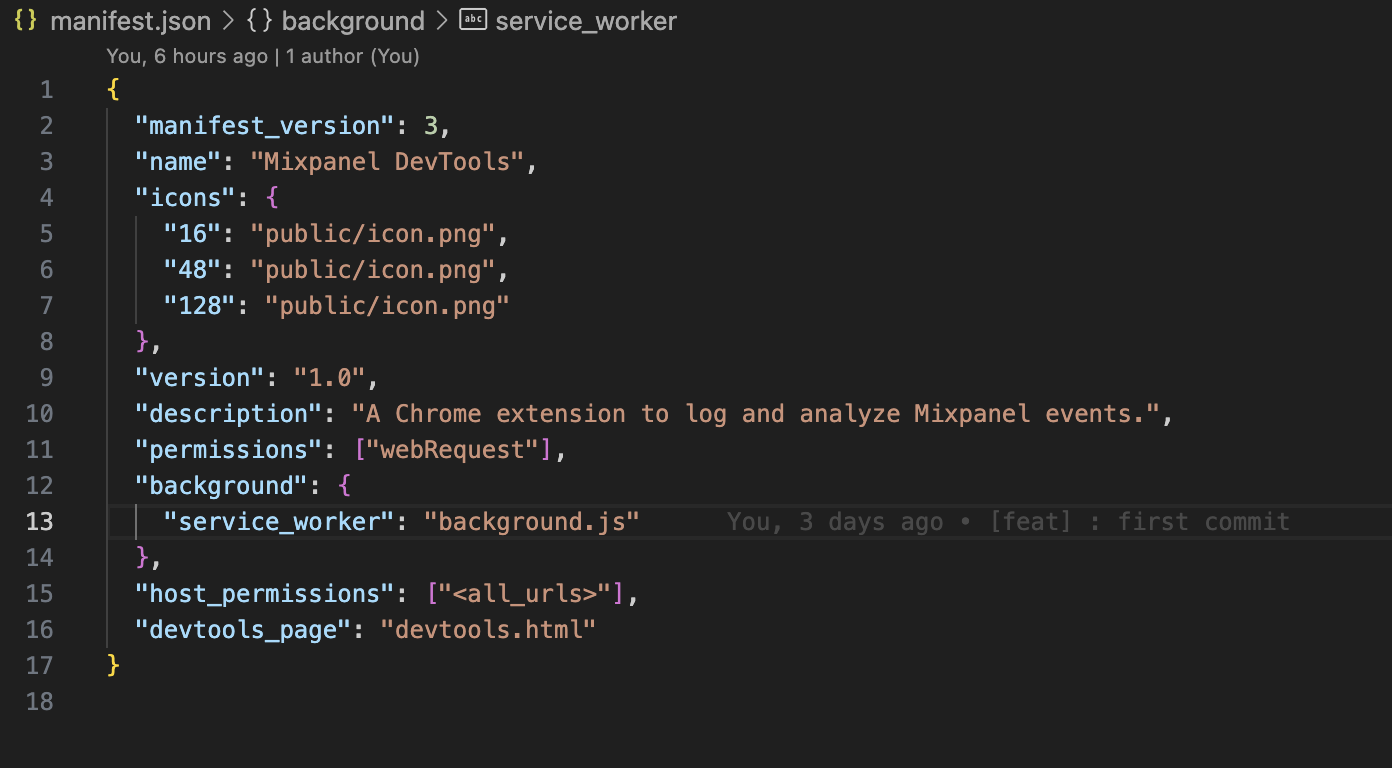 {} manifest.json > {} background > abc service_worker
You, 6 hours ago | 1 author (You)
1 {
2 "manifest_version": 3,
3 "name": "Mixpanel DevTools",
4 "icons": {
5 "16": "public/icon.png",
6 "48": "public/icon.png",
7 "128": "public/icon.png"
8 },
9 "version": "1.0",
10 "description": "A Chrome extension to log and analyze Mixpanel events.",
11 "permissions": ["webRequest"],
12 "background": {
13 "service_worker": "background.js" You, 3 days ago • [feat] : first commit
14 },
15 "host_permissions": ["<all_urls>"],
16 "devtools_page": "devtools.html"
17 }
18